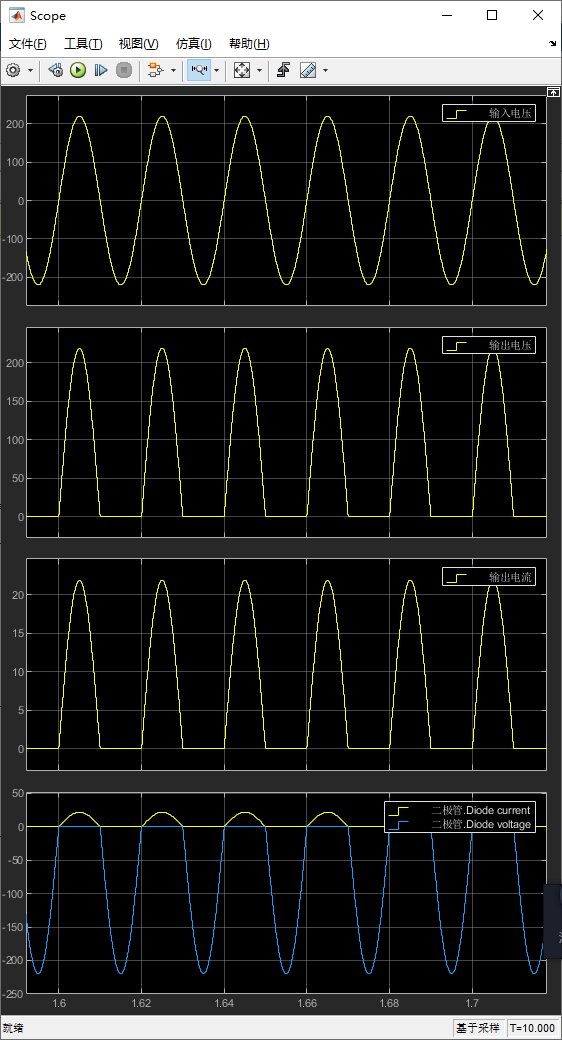 Scope
文件(F) 工具(T) 视图(V) 仿真(I) 帮助(H)
输入电压
200
100
0
-100
-200
输出电压
200
150
100
50
0
输出电流
20
15
10
5
0
二极管.Diode current
二极管.Diode voltage
50
0
-50
-100
-150
-200
-250
1.6 1.62 1.64 1.66 1.68 1.7
就绪 基于采样 T=10.000